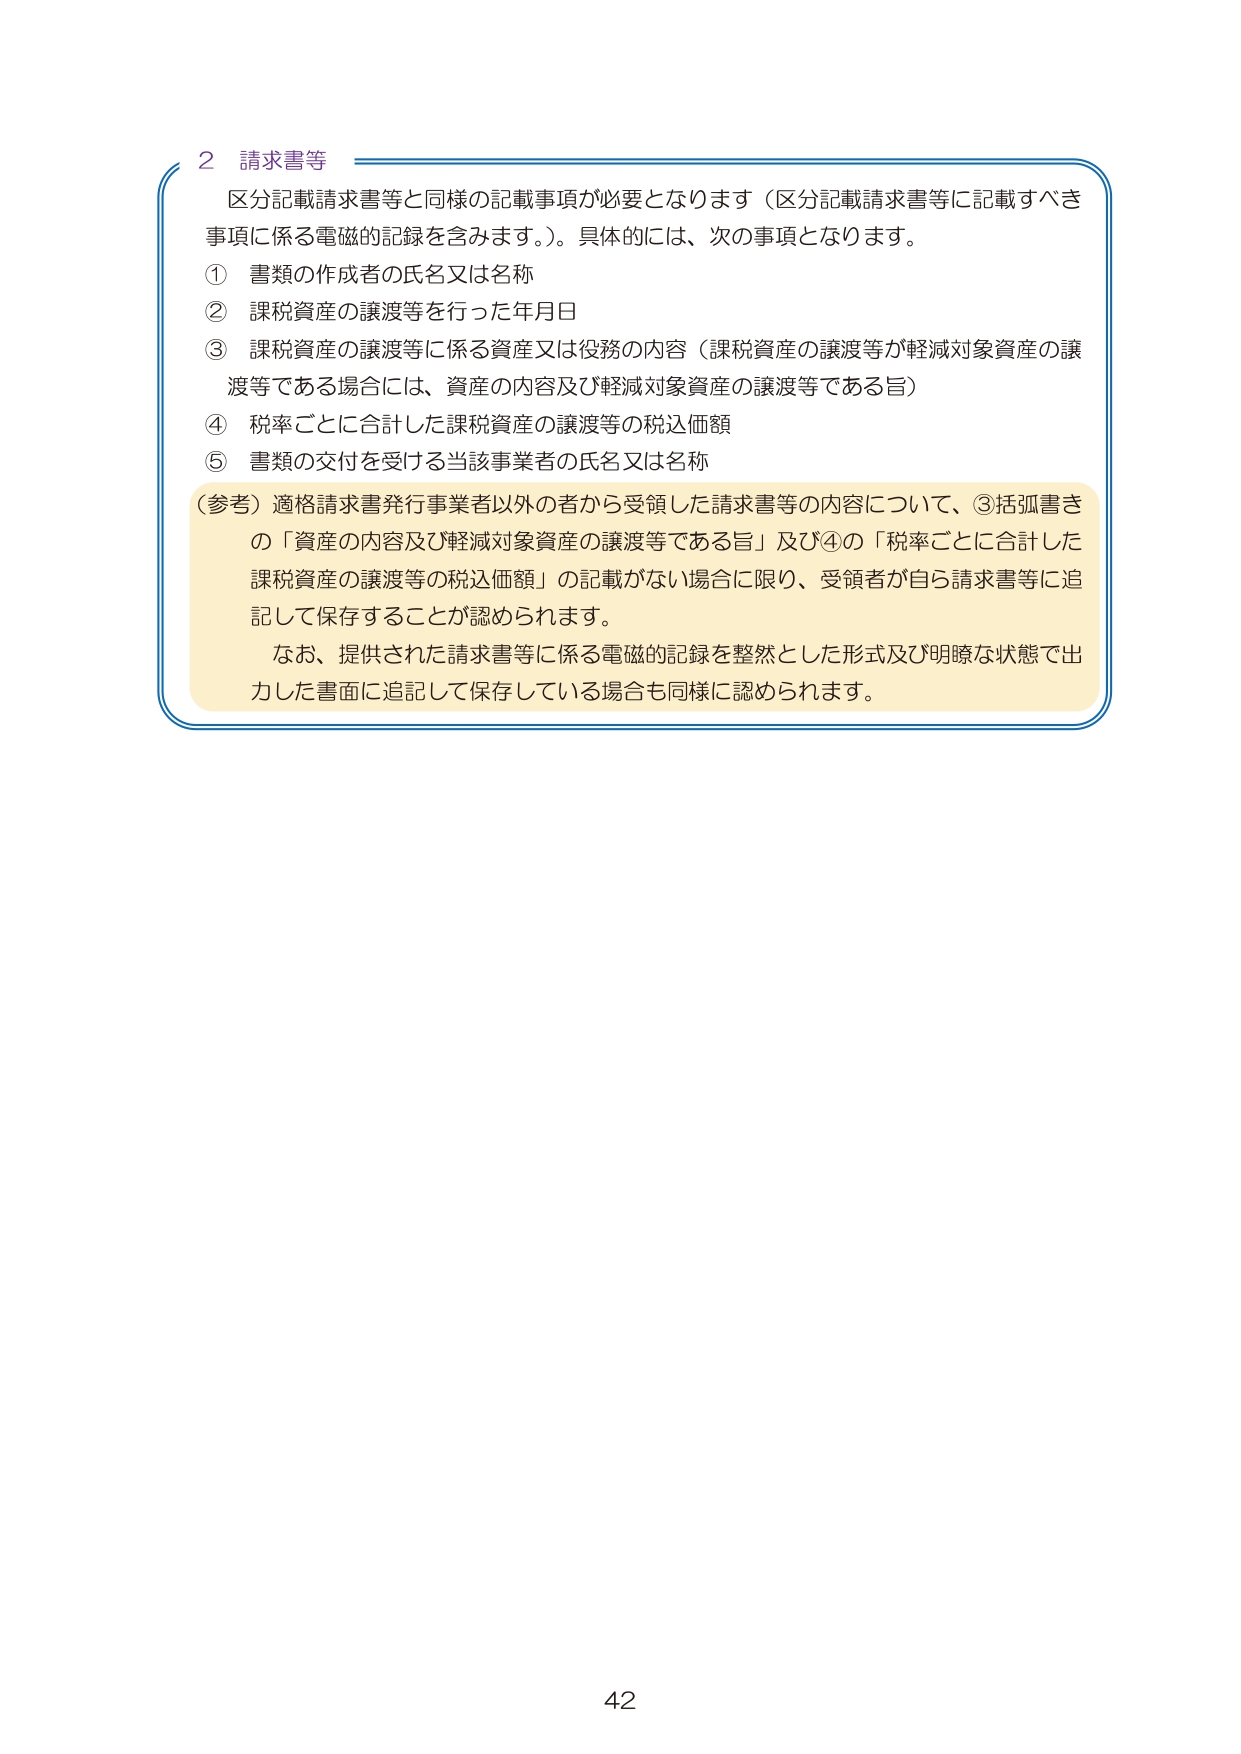 ２　請求書等
区分記載請求書等と同様の記載事項が必要となります（区分記載請求書等に記載すべき
事項に係る電磁的記録を含みます。）。具体的には、次の事項となります。
①　書類の作成者の氏名又は名称
②　課税資産の譲渡等を行った年月日
③　課税資産の譲渡等に係る資産又は役務の内容（課税資産の譲渡等が軽減対象資産の譲
渡等である場合には、資産の内容及び軽減対象資産の譲渡等である旨）
④　税率ごとに合計した課税資産の譲渡等の税込価額
⑤　書類の交付を受ける当該事業者の氏名又は名称
（参考）適格請求書発行事業者以外の者から受領した請求書等の内容について、③括弧書き
の「資産の内容及び軽減対象資産の譲渡等である旨」及び④の「税率ごとに合計した
課税資産の譲渡等の税込価額」の記載がない場合に限り、受領者が自ら請求書等に追
記して保存することが認められます。
なお、提供された請求書等に係る電磁的記録を整然とした形式及び明瞭な状態で出
力した書面に追記して保存している場合も同様に認められます。
42